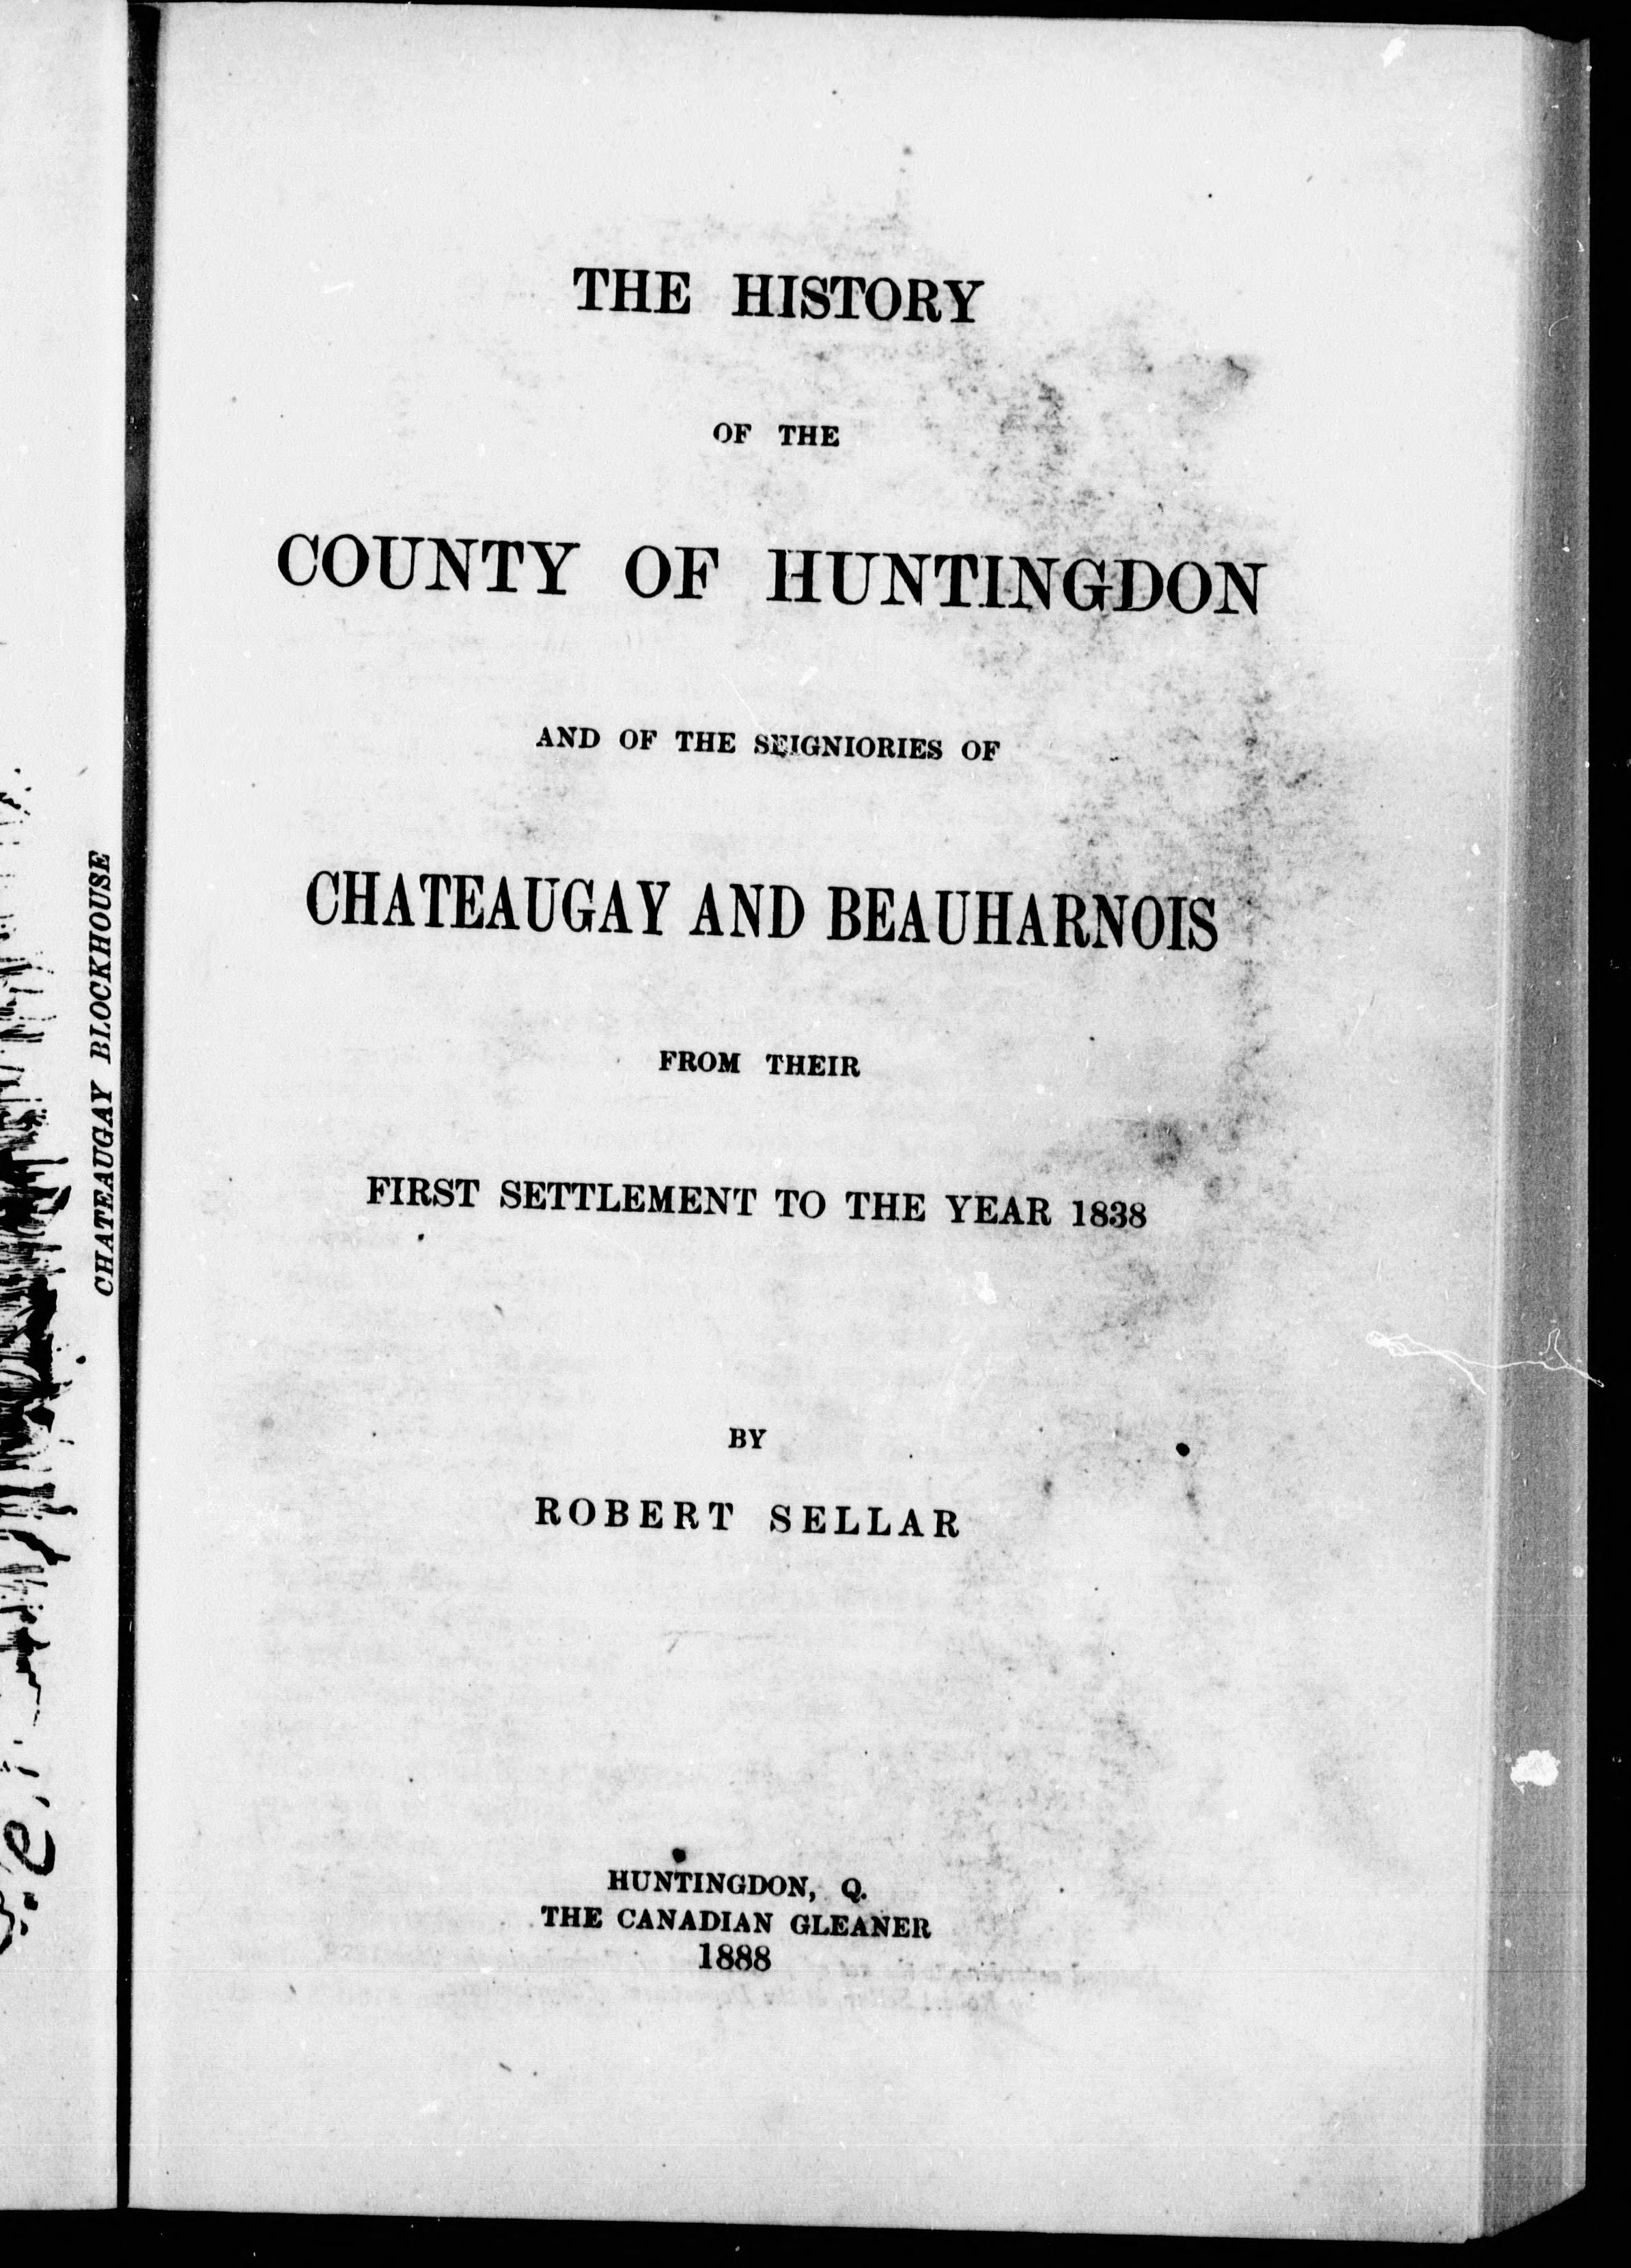 CHATEAUGAY BLOCKHOUSE
THE HISTORY
OF THE
COUNTY OF HUNTINGDON
AND OF THE SEIGNIORIES OF
CHATEAUGAY AND BEAUHARNOIS
FROM THEIR
FIRST SETTLEMENT TO THE YEAR 1838
BY
ROBERT SELLAR
HUNTINGDON, Q.
THE CANADIAN GLEANER
1888